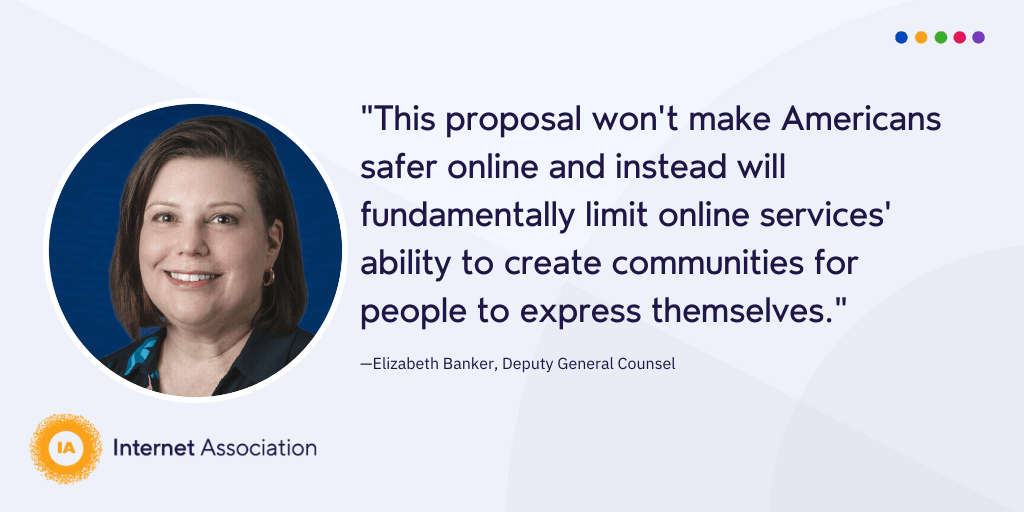 "This proposal won't make Americans
safer online and instead will
fundamentally limit online services'
ability to create communities for
people to express themselves."
—Elizabeth Banker, Deputy General Counsel
IA Internet Association